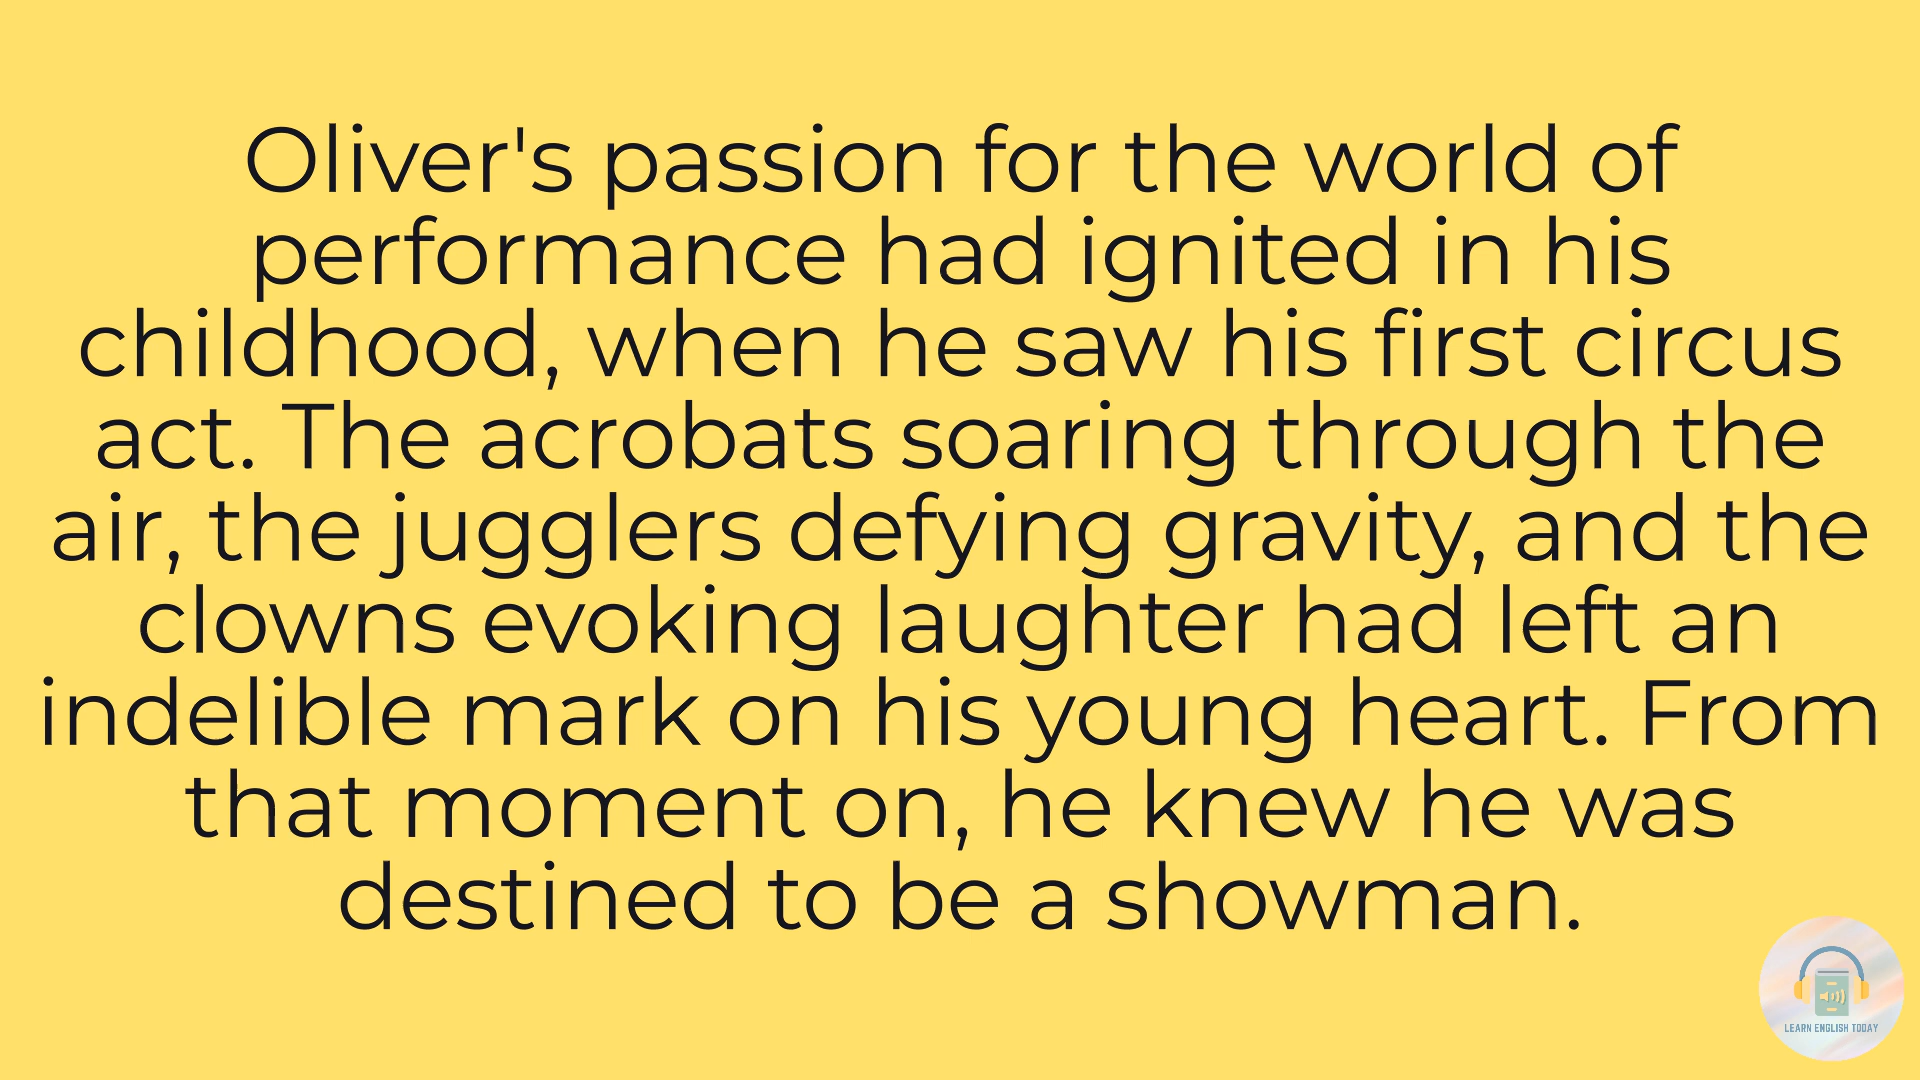 Oliver's passion for the world of
performance had ignited in his
childhood, when he saw his first circus
act. The acrobats soaring through the
air, the jugglers defying gravity, and the
clowns evoking laughter had left an
indelible mark on his young heart. From
that moment on, he knew he was
destined to be a showman.
LEARN ENGLISH TODAY